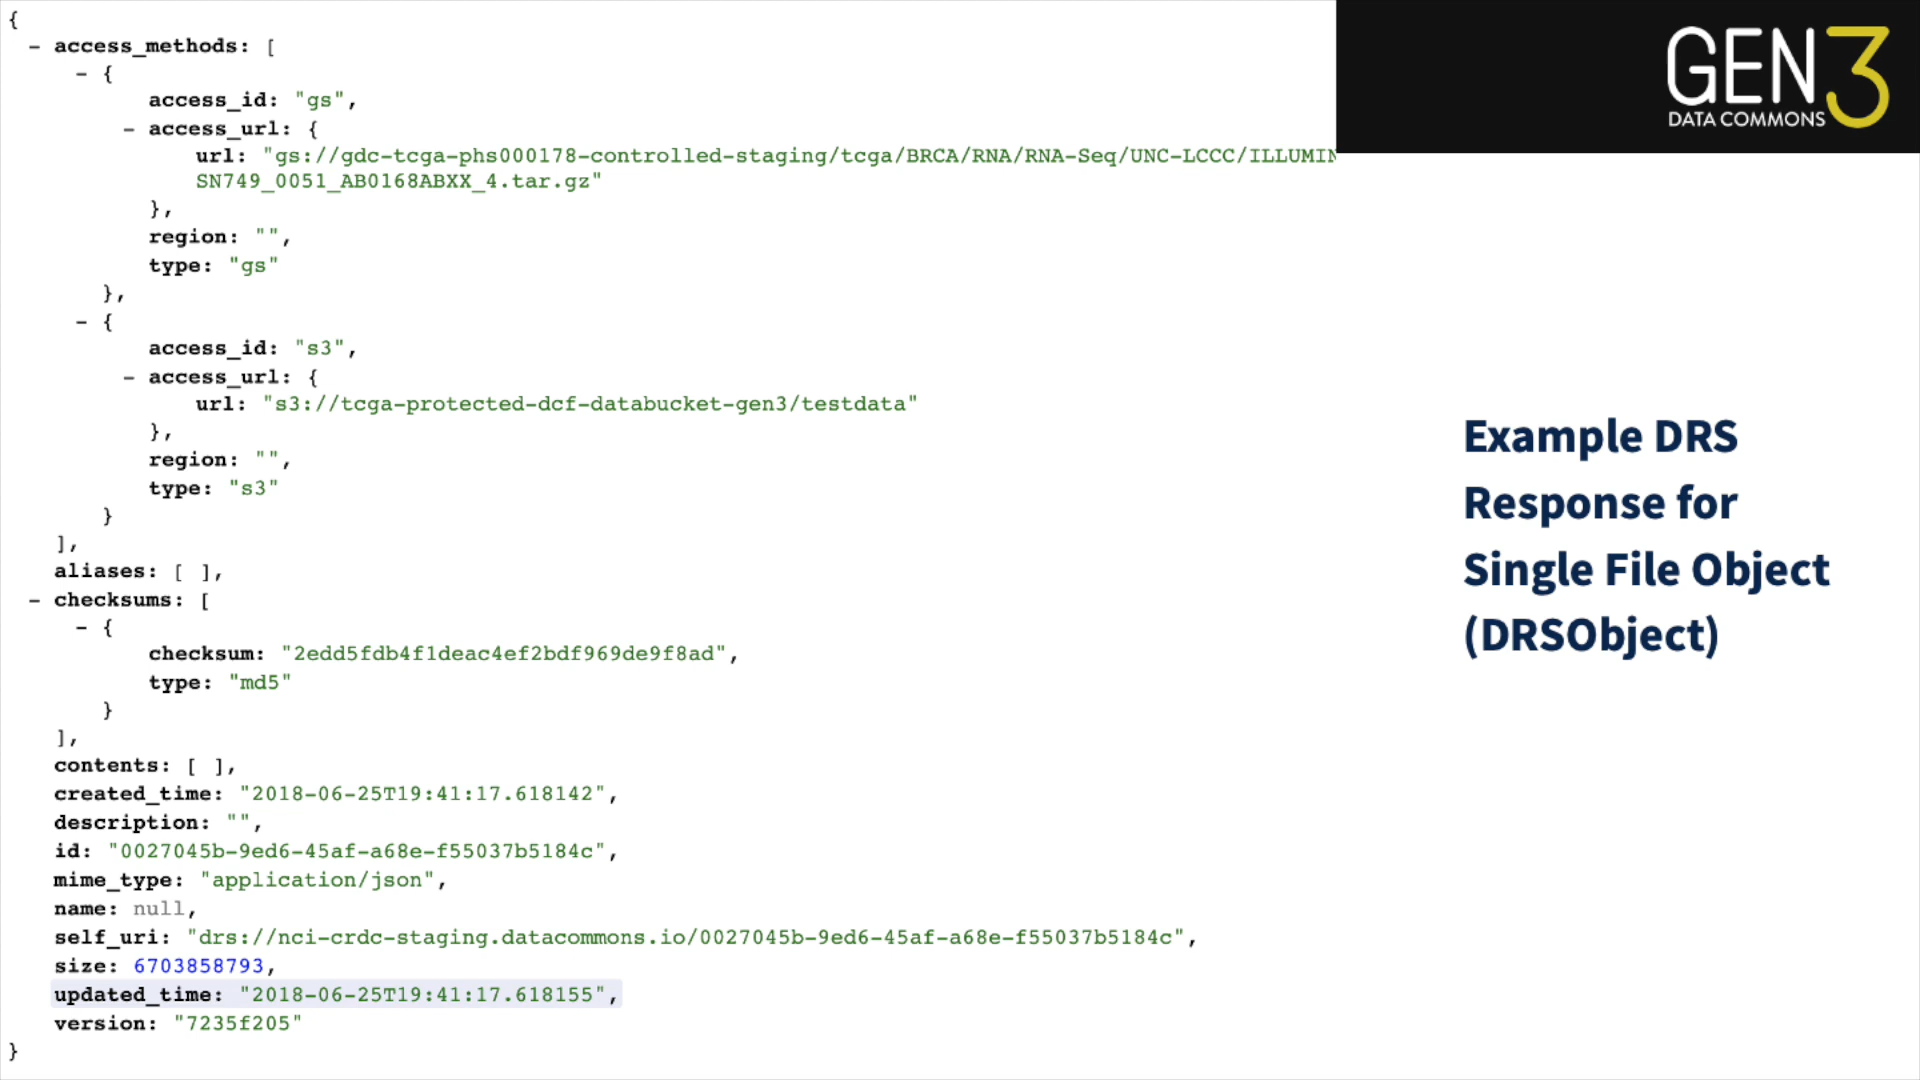 {
- access_methods: [
- {
access_id: "gs",
- access_url: {
url: "gs://gdc-tcga-phs000178-controlled-staging/tcga/BRCA/RNA/RNA-Seq/UNC-LCCC/ILLUMIN
SN749_0051_AB0168ABXX_4.tar.gz"
},
region: "",
type: "gs"
},
- {
access_id: "s3",
- access_url: {
url: "s3://tcga-protected-dcf-databucket-gen3/testdata"
},
region: "",
type: "s3"
}
],
aliases: [ ],
- checksums: [
- {
checksum: "2edd5fdb4f1deac4ef2bdf969de9f8ad",
type: "md5"
}
],
contents: [ ],
created_time: "2018-06-25T19:41:17.618142",
description: "",
id: "0027045b-9ed6-45af-a68e-f55037b5184c",
mime_type: "application/json",
name: null,
self_uri: "drs://nci-crdc-staging.datacommons.io/0027045b-9ed6-45af-a68e-f55037b5184c",
size: 6703858793,
updated_time: "2018-06-25T19:41:17.618155",
version: "7235f205"
}
GEN3
DATA COMMONS
Example DRS
Response for
Single File Object
(DRSObject)